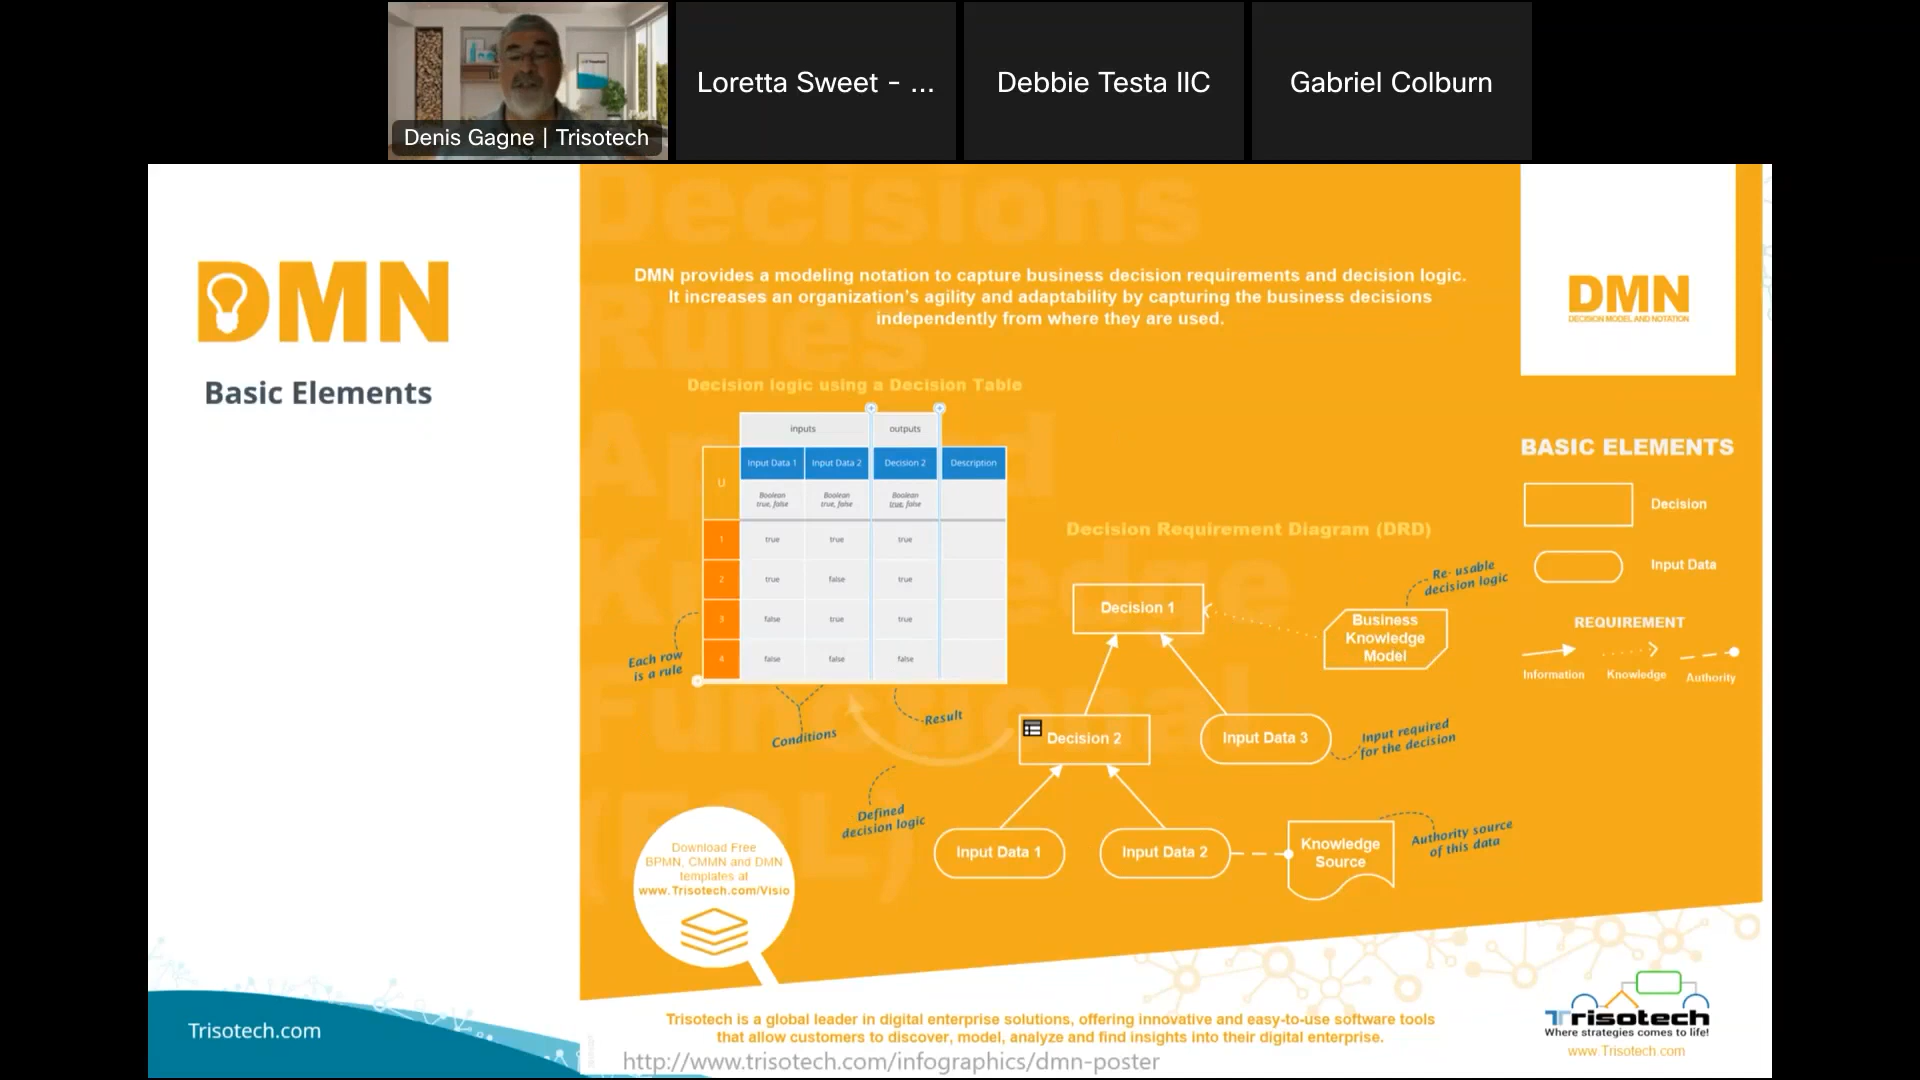 Denis Gagne | Trisotech
Loretta Sweet - ...
Debbie Testa IIC
Gabriel Colburn
DMN
Basic Elements
Decisions
Rules
DMN provides a modeling notation to capture business decision requirements and decision logic.
It increases an organization's agility and adaptability by capturing the business decisions
independently from where they are used.
DMN
DECISION MODEL AND NOTATION
Decision logic using a Decision Table
inputs
outputs
U
Input Data 1
Input Data 2
Decision 2
Description
Boolean
true, false
Boolean
true, false
Boolean
true, false
1
true
true
true
2
true
false
true
3
false
true
true
4
false
false
false
Each row
is a rule
Conditions
Result
Defined
decision logic
Decision Requirement Diagram (DRD)
Decision 1
Business
Knowledge
Model
Re- usable
decision logic
Decision 2
Input Data 3
Input required
for the decision
Input Data 1
Input Data 2
Knowledge
Source
Authority source
of this data
BASIC ELEMENTS
Decision
Input Data
REQUIREMENT
Information
Knowledge
Authority
Functional
Download Free
BPMN, CMMN and DMN
templates at
www.Trisotech.com/Visio
Trisotech.com
Trisotech is a global leader in digital enterprise solutions, offering innovative and easy-to-use software tools
that allow customers to discover, model, analyze and find insights into their digital enterprise.
http://www.trisotech.com/infographics/dmn-poster
Trisotech
Where strategies comes to life!
www.Trisotech.com